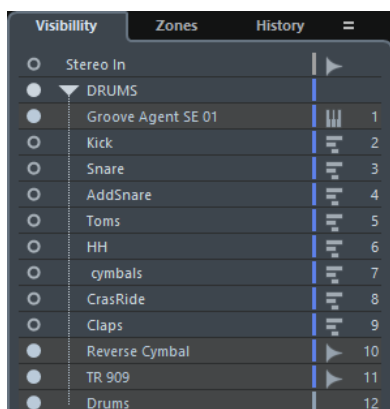 Visibillity Zones History
Stereo In
DRUMS
Groove Agent SE 01 1
Kick 2
Snare 3
AddSnare 4
Toms 5
HH 6
cymbals 7
CrasRide 8
Claps 9
Reverse Cymbal 10
TR 909 11
Drums 12